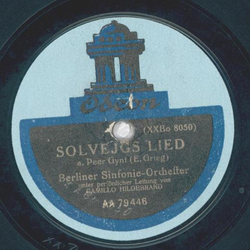 Odeon
(XXBo 8050)
SOLVEJGS LIED
a. Peer Gynt (E. Grieg)
Berliner Sinfonie-Orchester
unter persönlicher Leitung von
CAMILLO HILDEBRAND
AA 79446